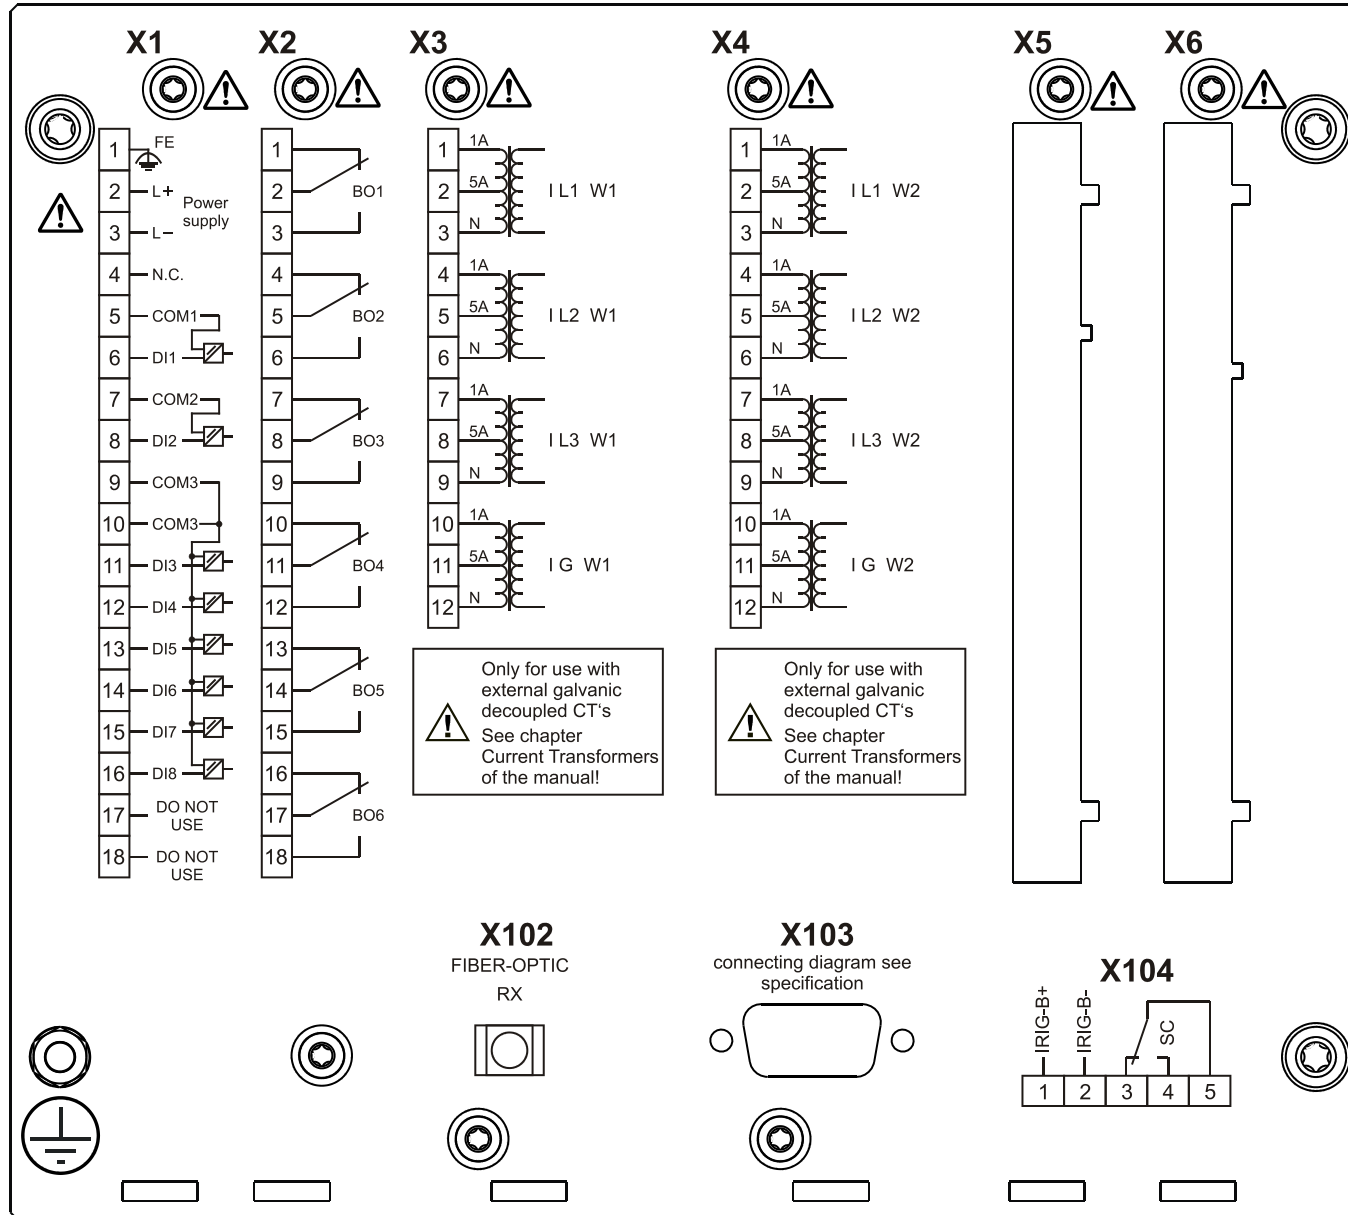 X1
1 FE
2 L+
Power
supply
3 L−
4 N.C.
5 COM1
6 DI1
7 COM2
8 DI2
9 COM3
10 COM3
11 DI3
12 DI4
13 DI5
14 DI6
15 DI7
16 DI8
17 DO NOT
USE
18 DO NOT
USE
X2
1
2 BO1
3
4
5 BO2
6
7
8 BO3
9
10
11 BO4
12
13
14 BO5
15
16
17 BO6
18
X3
1 1A
2 5A I L1 W1
3 N
4 1A
5 5A I L2 W1
6 N
7 1A
8 5A I L3 W1
9 N
10 1A
11 5A I G W1
12 N
Only for use with
external galvanic
decoupled CT‘s
See chapter
Current Transformers
of the manual!
X4
1 1A
2 5A I L1 W2
3 N
4 1A
5 5A I L2 W2
6 N
7 1A
8 5A I L3 W2
9 N
10 1A
11 5A I G W2
12 N
Only for use with
external galvanic
decoupled CT‘s
See chapter
Current Transformers
of the manual!
X5
X6
X102
FIBER-OPTIC
RX
X103
connecting diagram see
specification
X104
IRIG-B+
IRIG-B-
SC
1 2 3 4 5